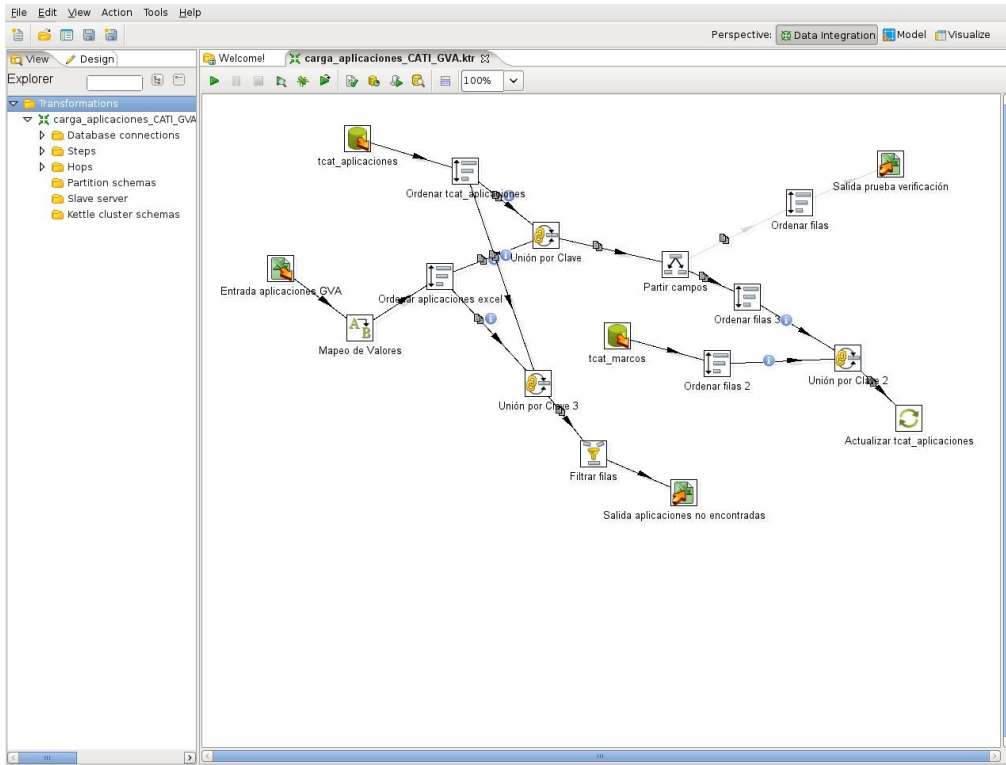 File Edit View Action Tools Help
Perspective: Data Integration Model Visualize
View Design
Welcome! carga_aplicaciones_CATI_GVA.ktr
Explorer
100%
Transformations
carga_aplicaciones_CATI_GVA
Database connections
Steps
Hops
Partition schemas
Slave server
Kettle cluster schemas
tcat_aplicaciones
Ordenar tcat_aplicaciones
Salida prueba verificación
Ordenar filas
Unión por Clave
Entrada aplicaciones GVA
Ordenar aplicaciones excel
Partir campos
Ordenar filas 3
Mapeo de Valores
tcat_marcos
Ordenar filas 2
Unión por Clave 2
Unión por Clave 3
Actualizar tcat_aplicaciones
Filtrar filas
Salida aplicaciones no encontradas